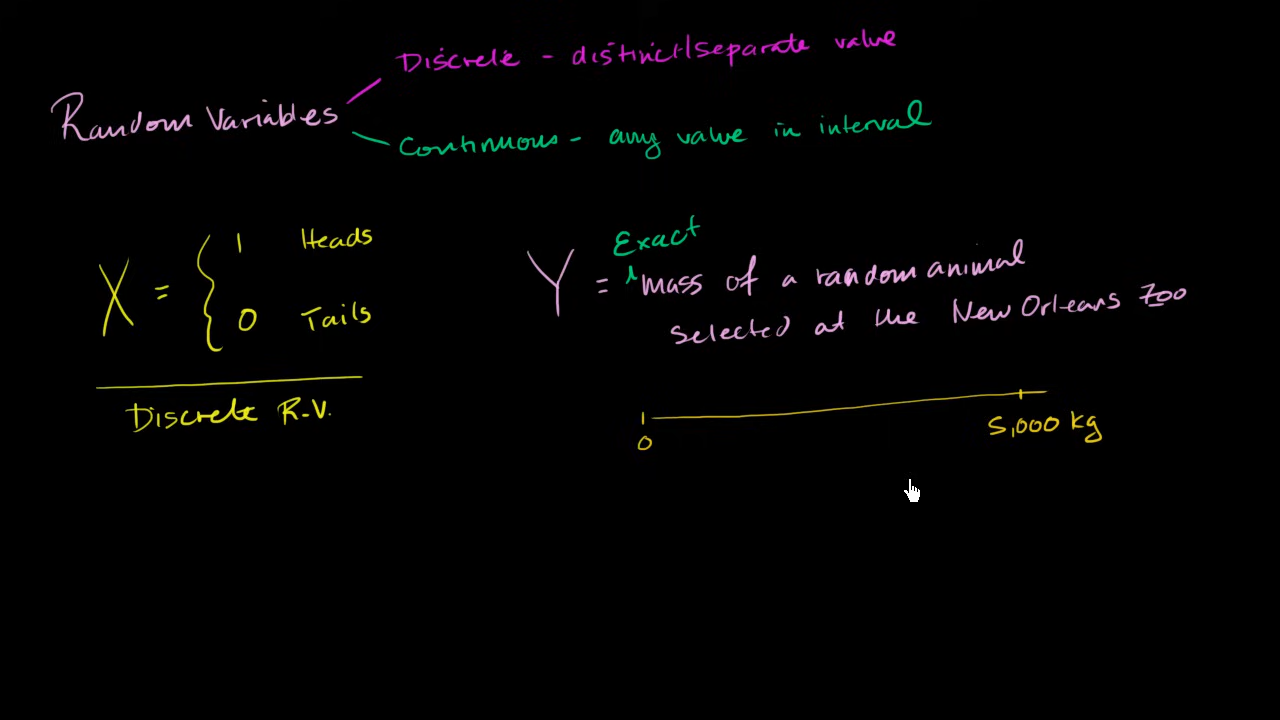 Discrete - distinct/separate value
Random Variables
Continuous - any value in interval
X = { 1 Heads
0 Tails
Discrete R.V.
Exact
Y = mass of a random animal
selected at the New Orleans Zoo
0 5,000 kg